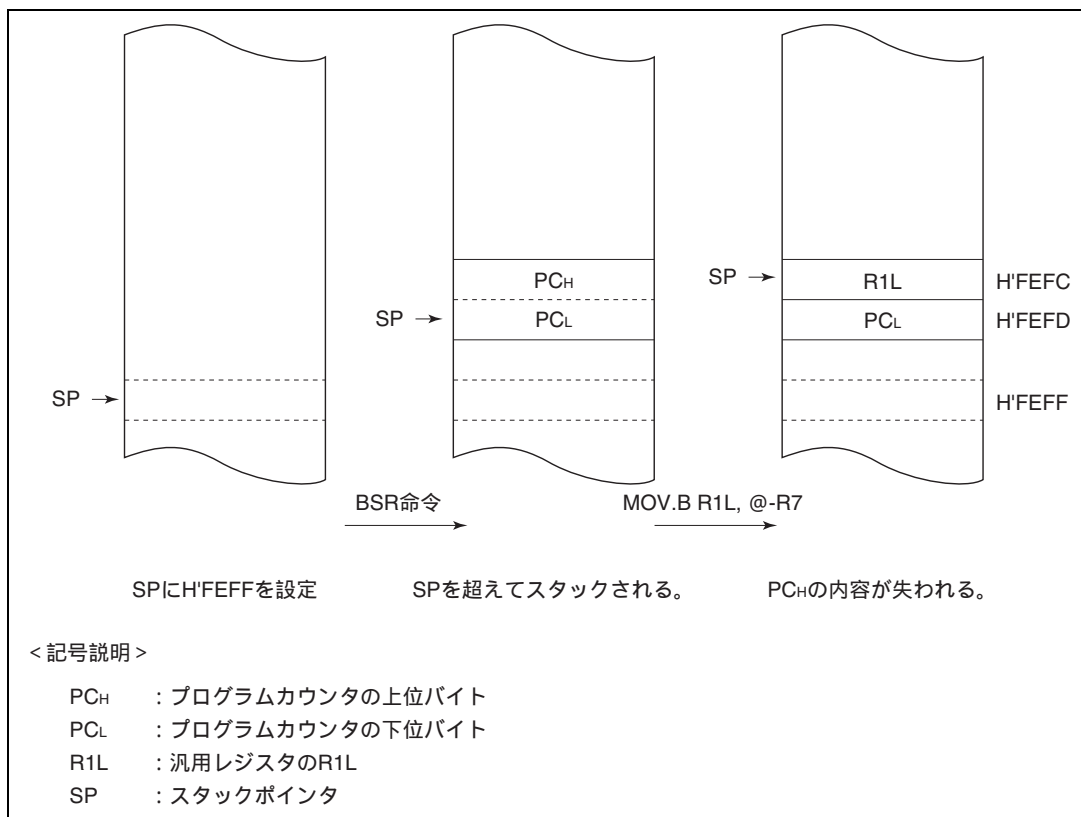 PCH
SP → R1L H'FEFC
SP → PCL
PCL H'FEFD
SP →
H'FEFF
BSR命令
MOV.B R1L, @-R7
SPにH'FEFFを設定
SPを超えてスタックされる。
PCHの内容が失われる。
<記号説明>
PCH :プログラムカウンタの上位バイト
PCL :プログラムカウンタの下位バイト
R1L :汎用レジスタのR1L
SP :スタックポインタ